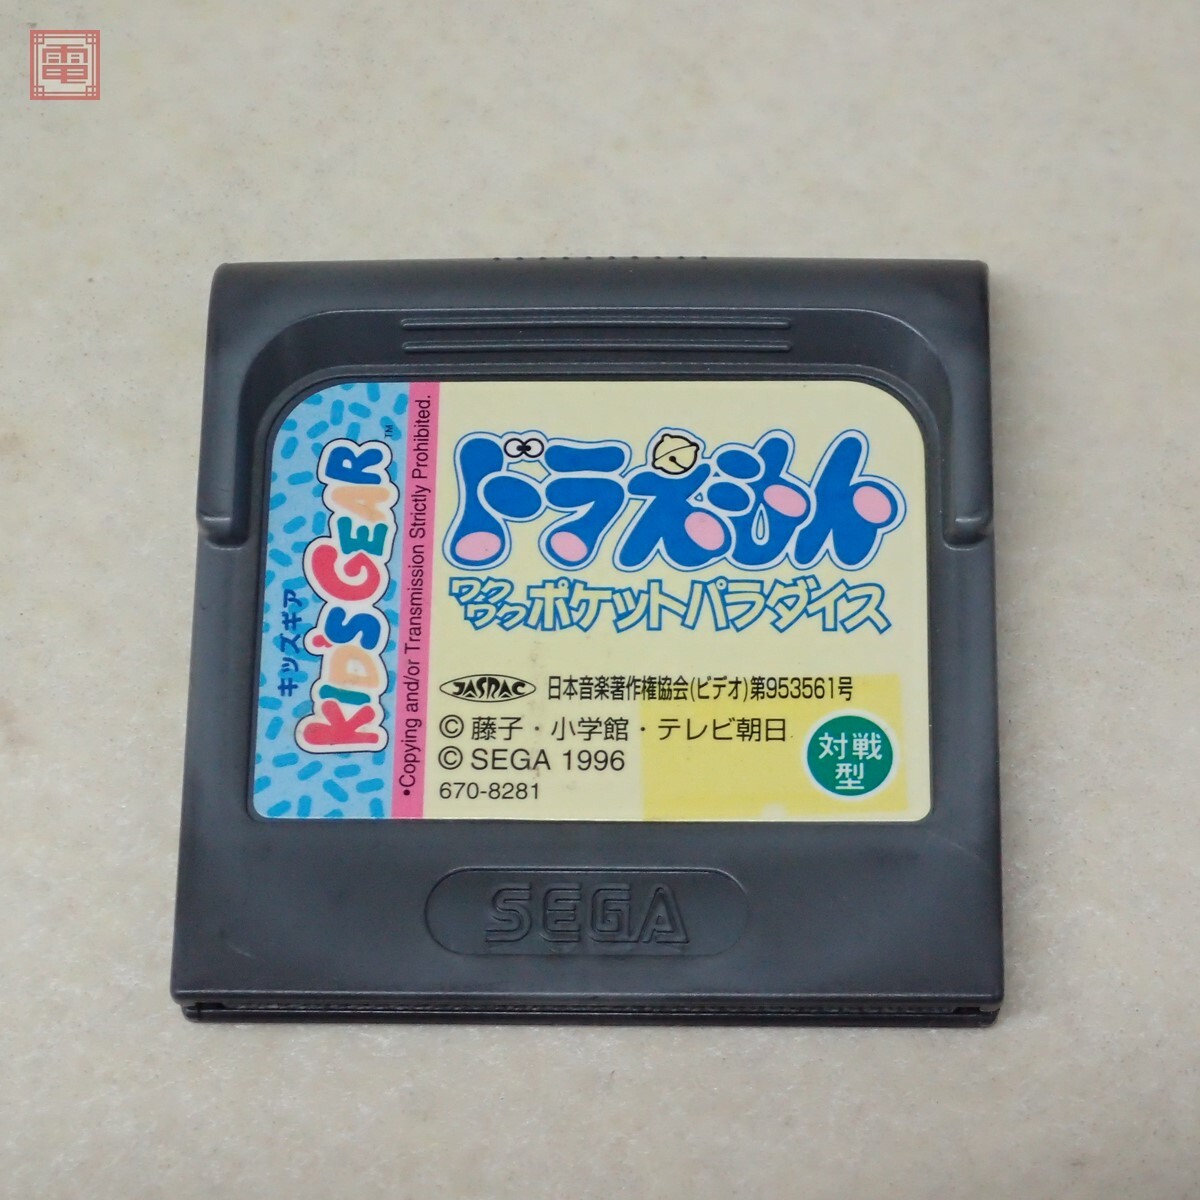 電
キッズギア
KID'S GEAR™
•Copying and/or Transmission Strictly Prohibited.
ドラえもん
ワクワクポケットパラダイス
JASRAC 日本音楽著作権協会(ビデオ)第953561号
© 藤子・小学館・テレビ朝日
© SEGA 1996
670-8281
対戦
型
SEGA